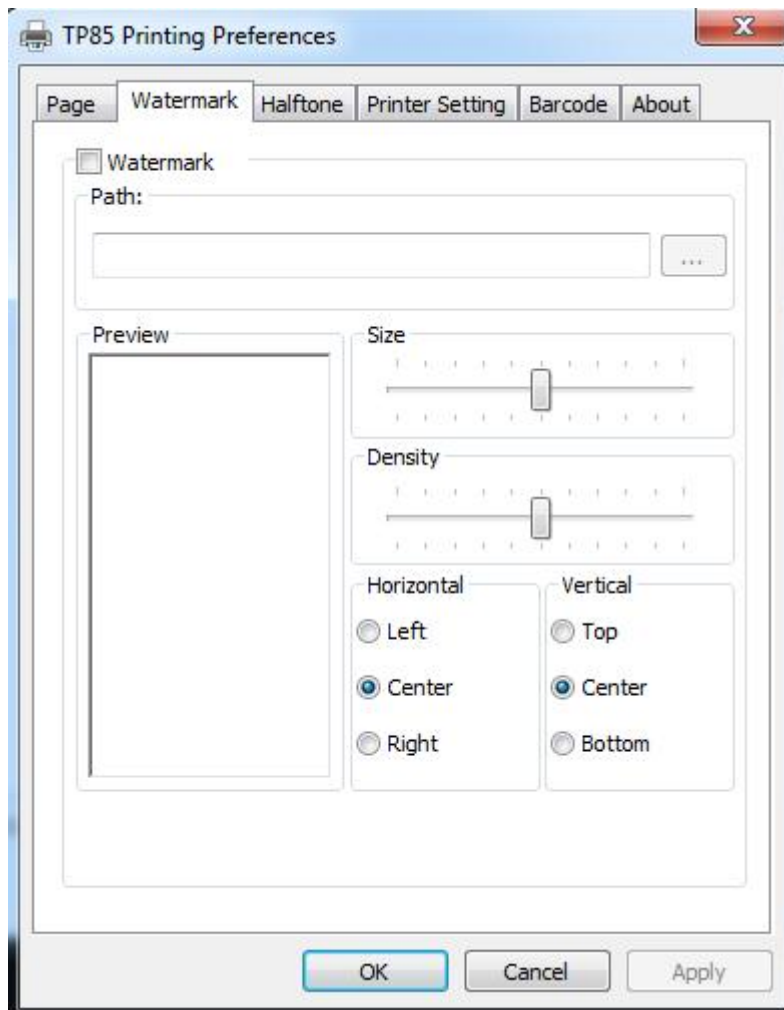 TP85 Printing Preferences
Page Watermark Halftone Printer Setting Barcode About
Watermark
Path:
...
Preview
Size
Density
Horizontal
Left
Center
Right
Vertical
Top
Center
Bottom
OK Cancel Apply